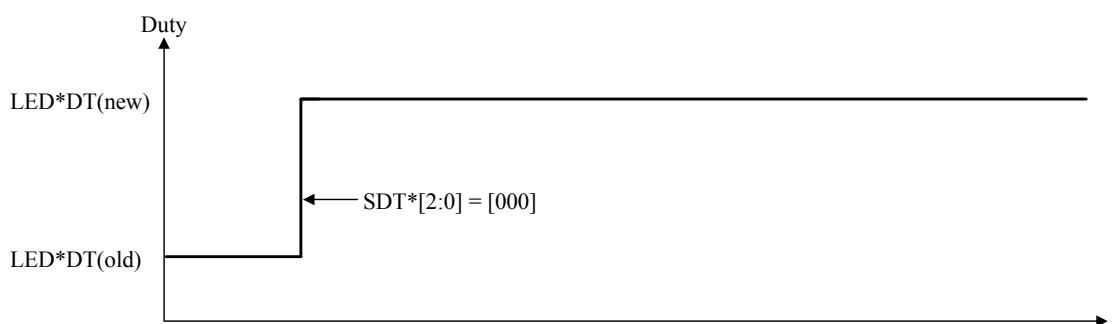 Duty
LED*DT(new)
SDT*[2:0] = [000]
LED*DT(old)